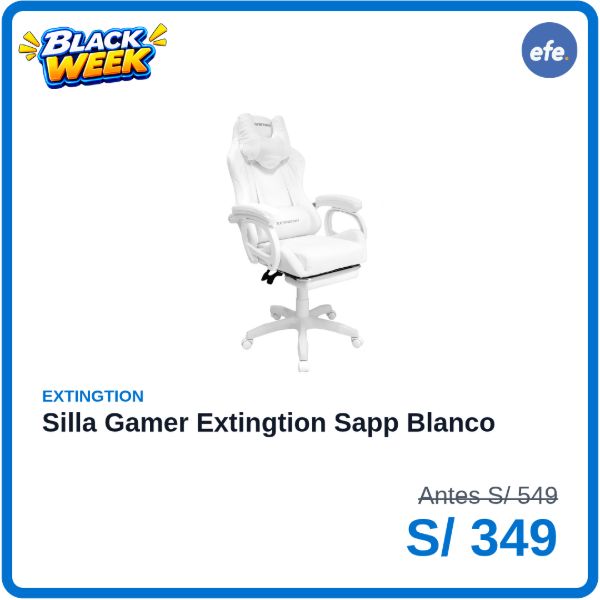 BLACK
WEEK
efe.
EXTINGTION
Silla Gamer Extingtion Sapp Blanco
Antes S/ 549
S/ 349